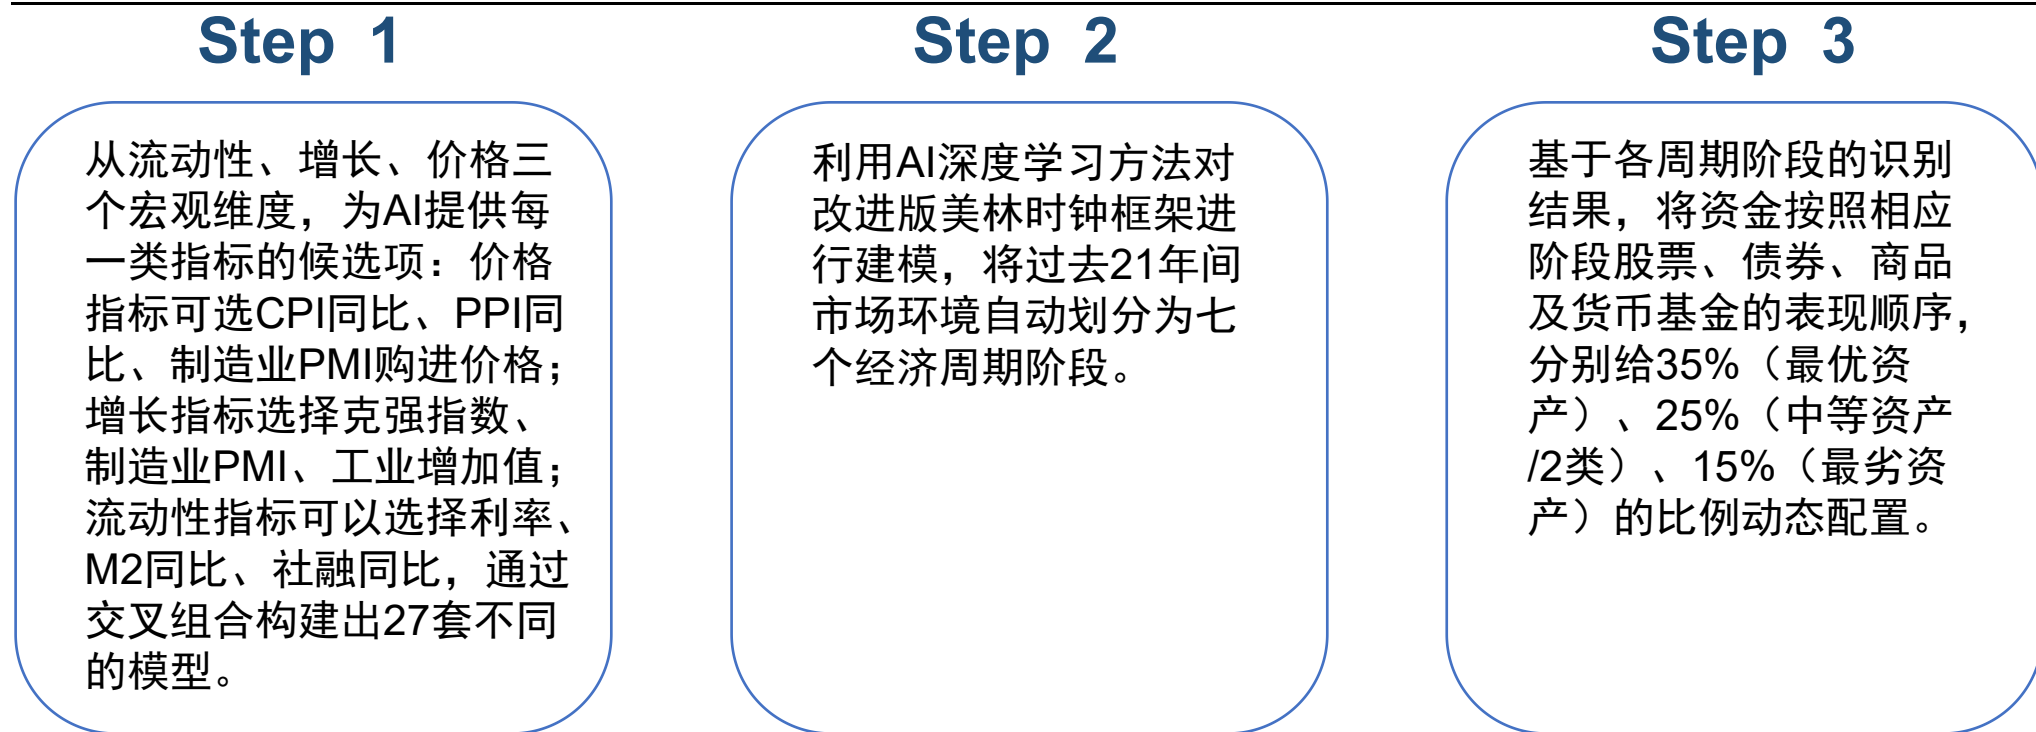 Step 1
从流动性、增长、价格三
个宏观维度，为AI提供每
一类指标的候选项：价格
指标可选CPI同比、PPI同
比、制造业PMI购进价格；
增长指标选择克强指数、
制造业PMI、工业增加值；
流动性指标可以选择利率、
M2同比、社融同比，通过
交叉组合构建出27套不同
的模型。
Step 2
利用AI深度学习方法对
改进版美林时钟框架进
行建模，将过去21年间
市场环境自动划分为七
个经济周期阶段。
Step 3
基于各周期阶段的识别
结果，将资金按照相应
阶段股票、债券、商品
及货币基金的表现顺序，
分别给35%（最优资
产）、25%（中等资产
/2类）、15%（最劣资
产）的比例动态配置。